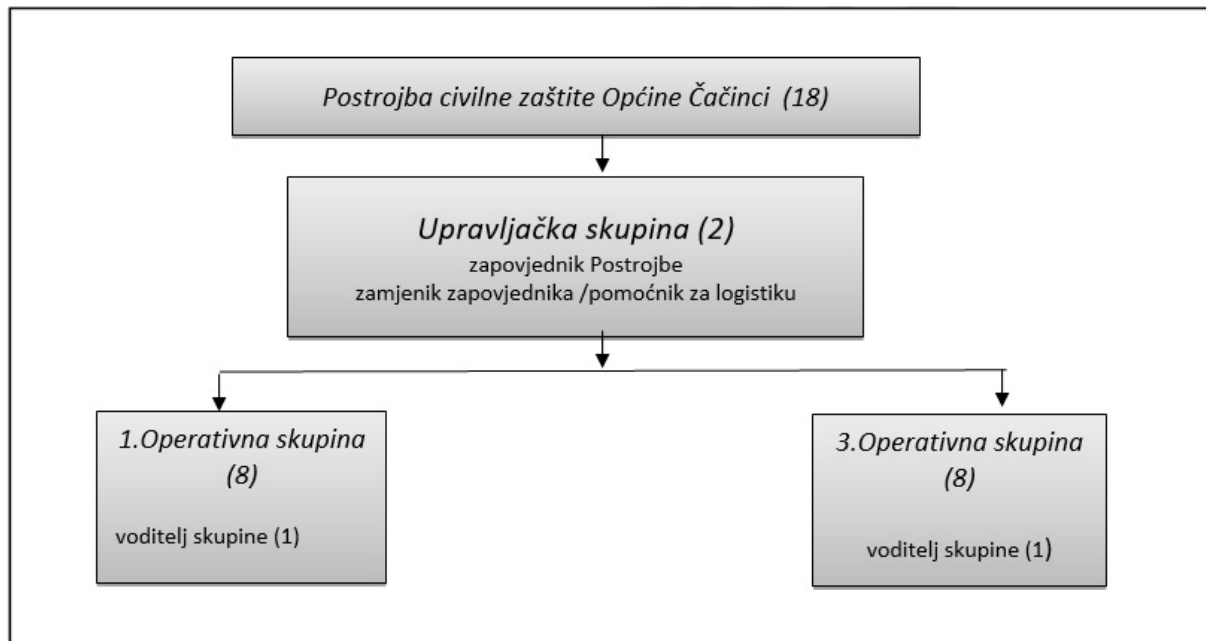 Postrojba civilne zaštite Općine Čačinci (18)
Upravljačka skupina (2)
zapovjednik Postrojbe
zamjenik zapovjednika /pomoćnik za logistiku
1.Operativna skupina
(8)
voditelj skupine (1)
3.Operativna skupina
(8)
voditelj skupine (1)